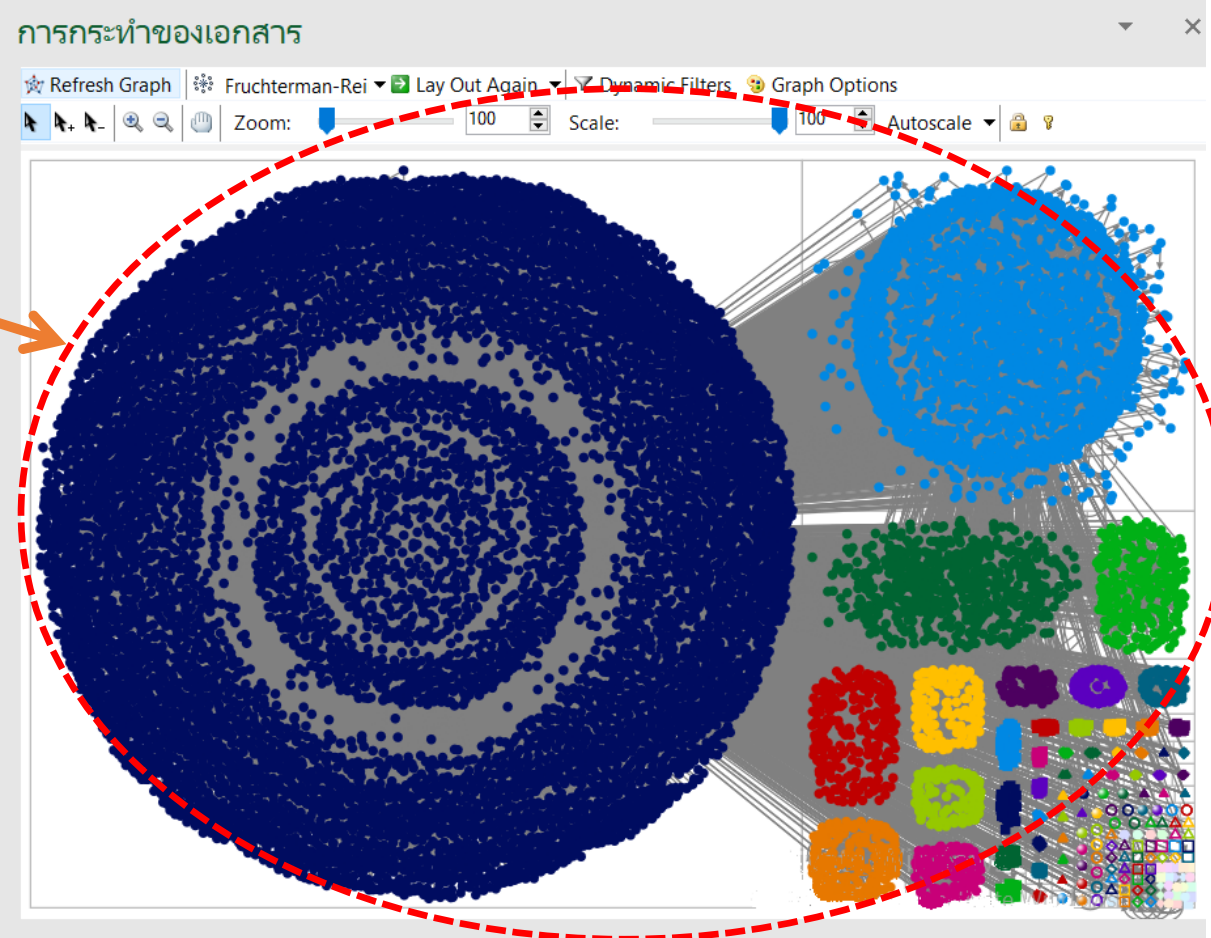 การกระทำของเอกสาร
Refresh Graph Fruchterman-Rei Lay Out Again Dynamic Filters Graph Options
Zoom: 100 Scale: 100 Autoscale